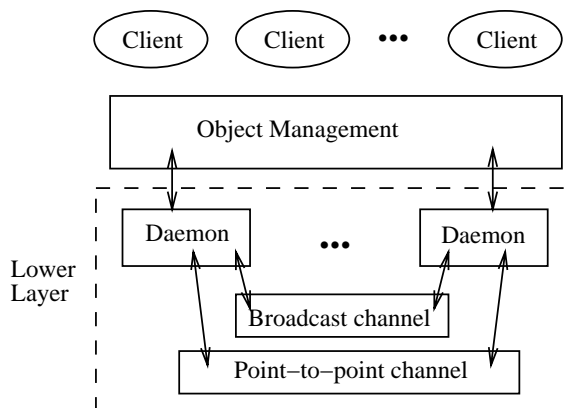 Client Client ••• Client
Object Management
Daemon ••• Daemon
Lower
Layer
Broadcast channel
Point−to−point channel